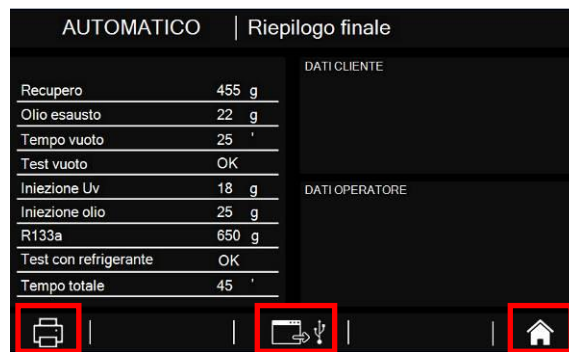 AUTOMATICO | Riepilogo finale
DATI CLIENTE
Recupero 455 g
Olio esausto 22 g
Tempo vuoto 25 '
Test vuoto OK
Iniezione Uv 18 g
DATI OPERATORE
Iniezione olio 25 g
R133a 650 g
Test con refrigerante OK
Tempo totale 45 '